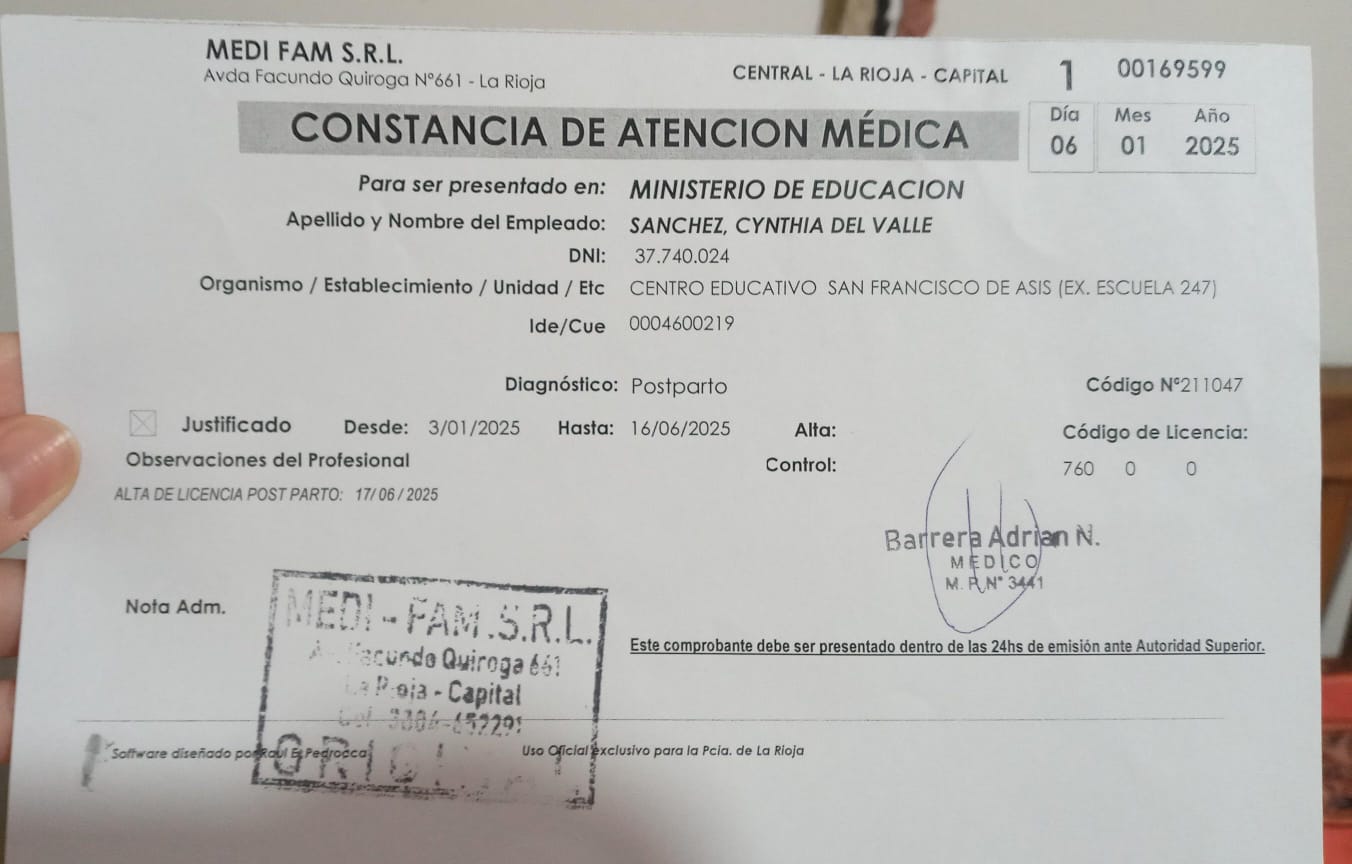 MEDI FAM S.R.L.
Avda Facundo Quiroga Nº661 - La Rioja
CENTRAL - LA RIOJA - CAPITAL 1 00169599
CONSTANCIA DE ATENCION MÉDICA
Día Mes Año
06 01 2025
Para ser presentado en: MINISTERIO DE EDUCACION
Apellido y Nombre del Empleado: SANCHEZ, CYNTHIA DEL VALLE
DNI: 37.740.024
Organismo / Establecimiento / Unidad / Etc CENTRO EDUCATIVO SAN FRANCISCO DE ASIS (EX. ESCUELA 247)
Ide/Cue 0004600219
Diagnóstico: Postparto Código Nº211047
Justificado Desde: 3/01/2025 Hasta: 16/06/2025 Alta: Código de Licencia:
Observaciones del Profesional Control: 760 0 0
ALTA DE LICENCIA POST PARTO: 17/06/2025
Barrera Adrian N.
MEDICO
M. P. Nº 3441
Nota Adm.
MEDI - FAM.S.R.L.
Facundo Quiroga 661
La Rioja - Capital
Este comprobante debe ser presentado dentro de las 24hs de emisión ante Autoridad Superior.
Software diseñado por Raul E Pedrocca
Uso Oficial exclusivo para la Pcia. de La Rioja